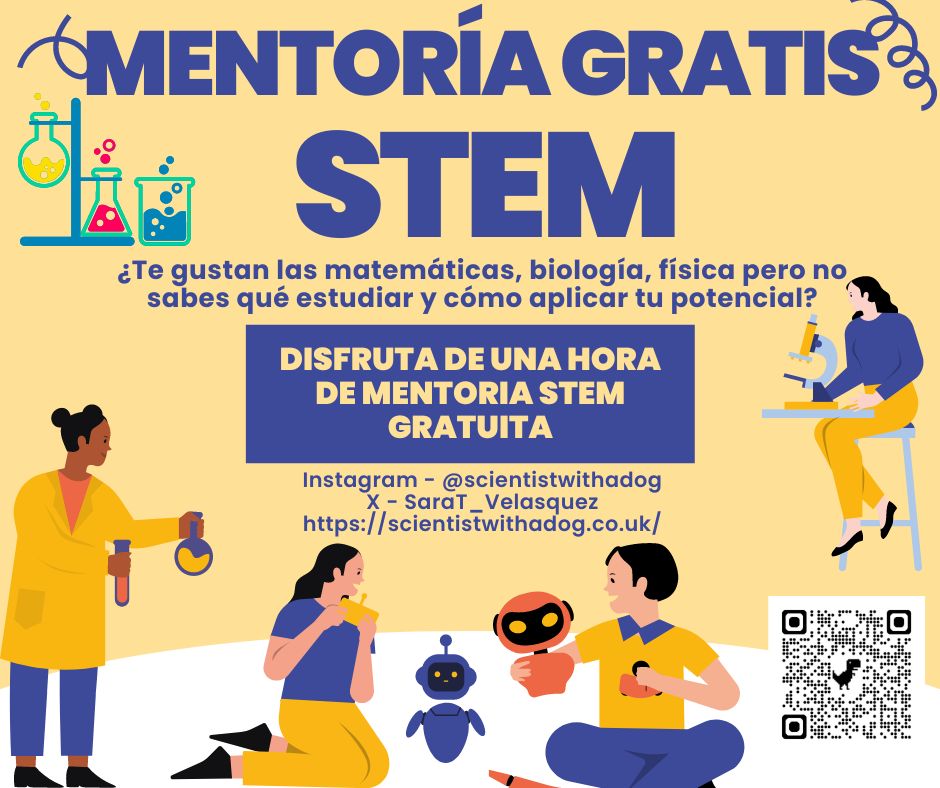 MENTORÍA GRATIS
STEM
¿Te gustan las matemáticas, biología, física pero no
sabes qué estudiar y cómo aplicar tu potencial?
DISFRUTA DE UNA HORA
DE MENTORIA STEM
GRATUITA
Instagram - @scientistwithadog
X - SaraT_Velasquez
https://scientistwithadog.co.uk/